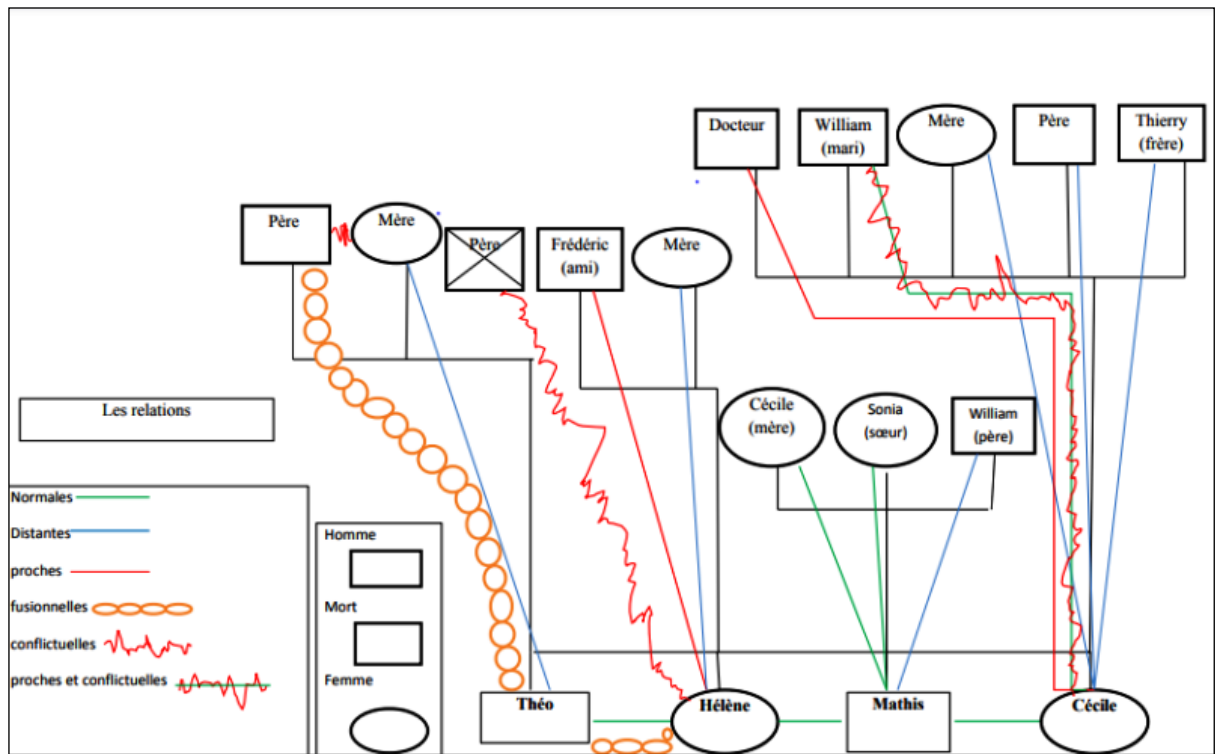 Docteur
William
(mari)
Mère
Père
Thierry
(frère)
Père
Mère
Père
Frédéric
(ami)
Mère
Les relations
Cécile
(mère)
Sonia
(sœur)
William
(père)
Normales
Distantes
proches
fusionnelles
conflictuelles
proches et conflictuelles
Homme
Mort
Femme
Théo
Hélène
Mathis
Cécile